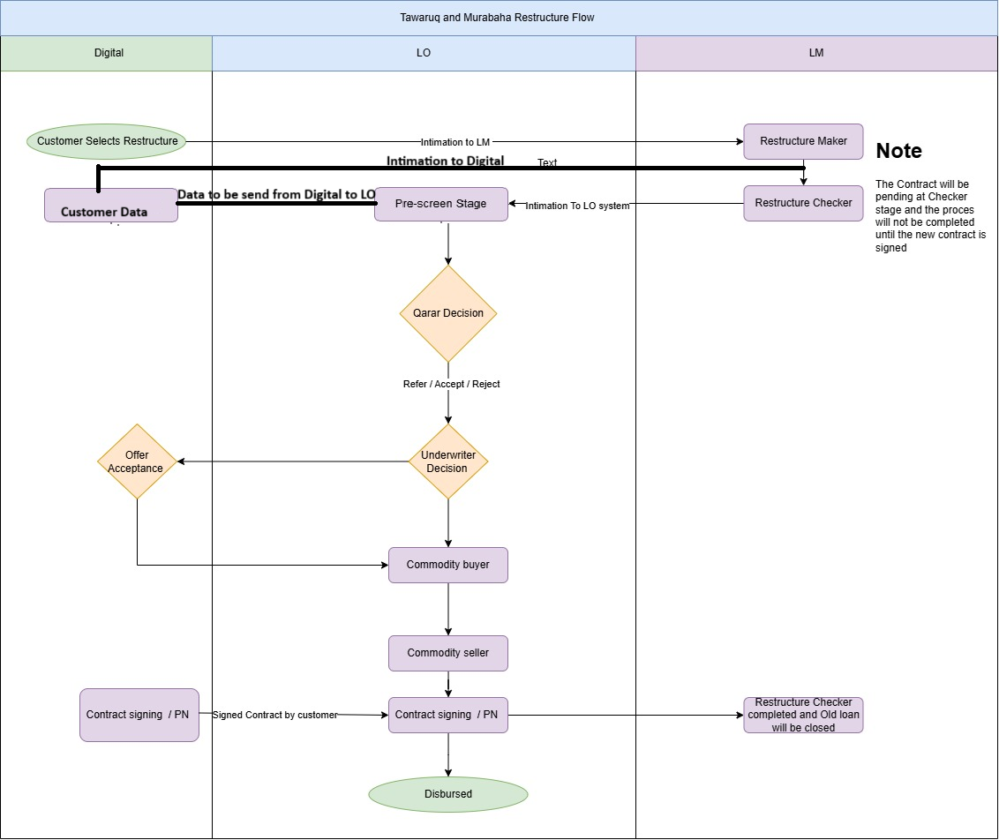 Tawaruq and Murabaha Restructure Flow
Digital
LO
LM
Customer Selects Restructure
Intimation to LM
Restructure Maker
Note
Intimation to Digital
Text
Data to be send from Digital to LO
Customer Data
Pre-screen Stage
Intimation To LO system
Restructure Checker
The Contract will be
pending at Checker
stage and the proces
will not be completed
until the new contract is
signed
Qarar Decision
Refer / Accept / Reject
Offer
Acceptance
Underwriter
Decision
Commodity buyer
Commodity seller
Contract signing / PN
Signed Contract by customer
Contract signing / PN
Restructure Checker
completed and Old loan
will be closed
Disbursed